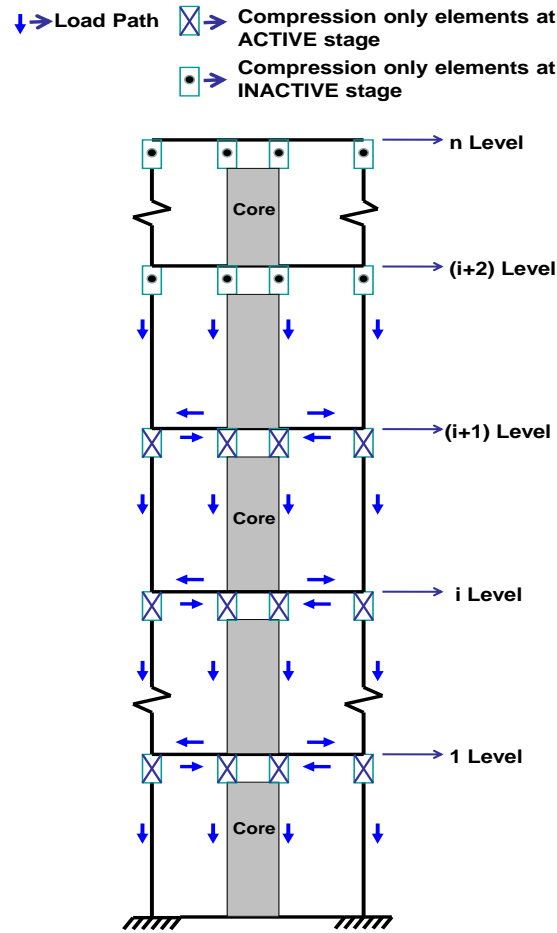 Load Path
Compression only elements at
ACTIVE stage
Compression only elements at
INACTIVE stage
n Level
Core
(i+2) Level
(i+1) Level
Core
i Level
1 Level
Core